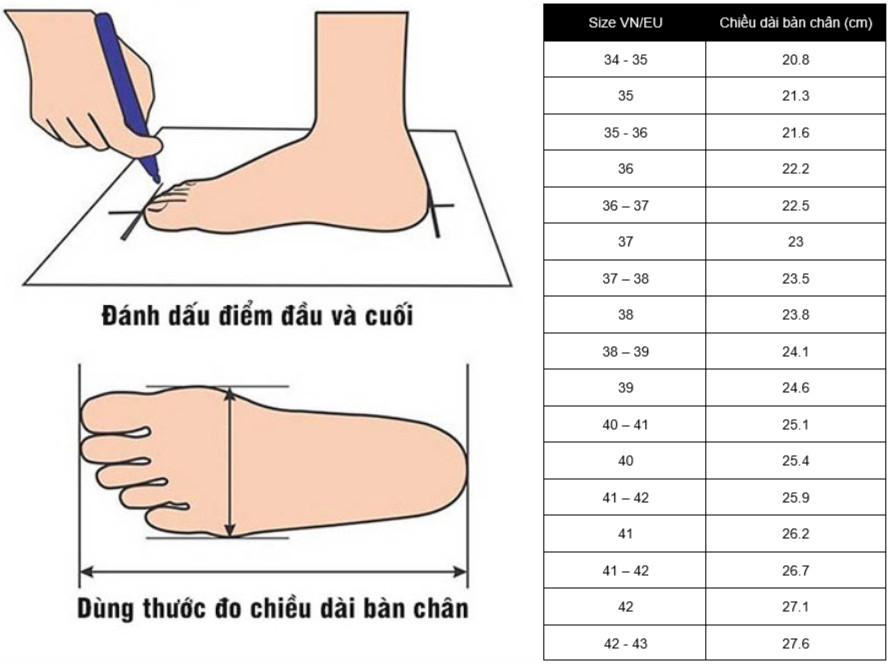 Đánh dấu điểm đầu và cuối
Dùng thước đo chiều dài bàn chân
Size VN/EU Chiều dài bàn chân (cm)
34 - 35 20.8
35 21.3
35 - 36 21.6
36 22.2
36 – 37 22.5
37 23
37 – 38 23.5
38 23.8
38 – 39 24.1
39 24.6
40 – 41 25.1
40 25.4
41 – 42 25.9
41 26.2
41 – 42 26.7
42 27.1
42 - 43 27.6